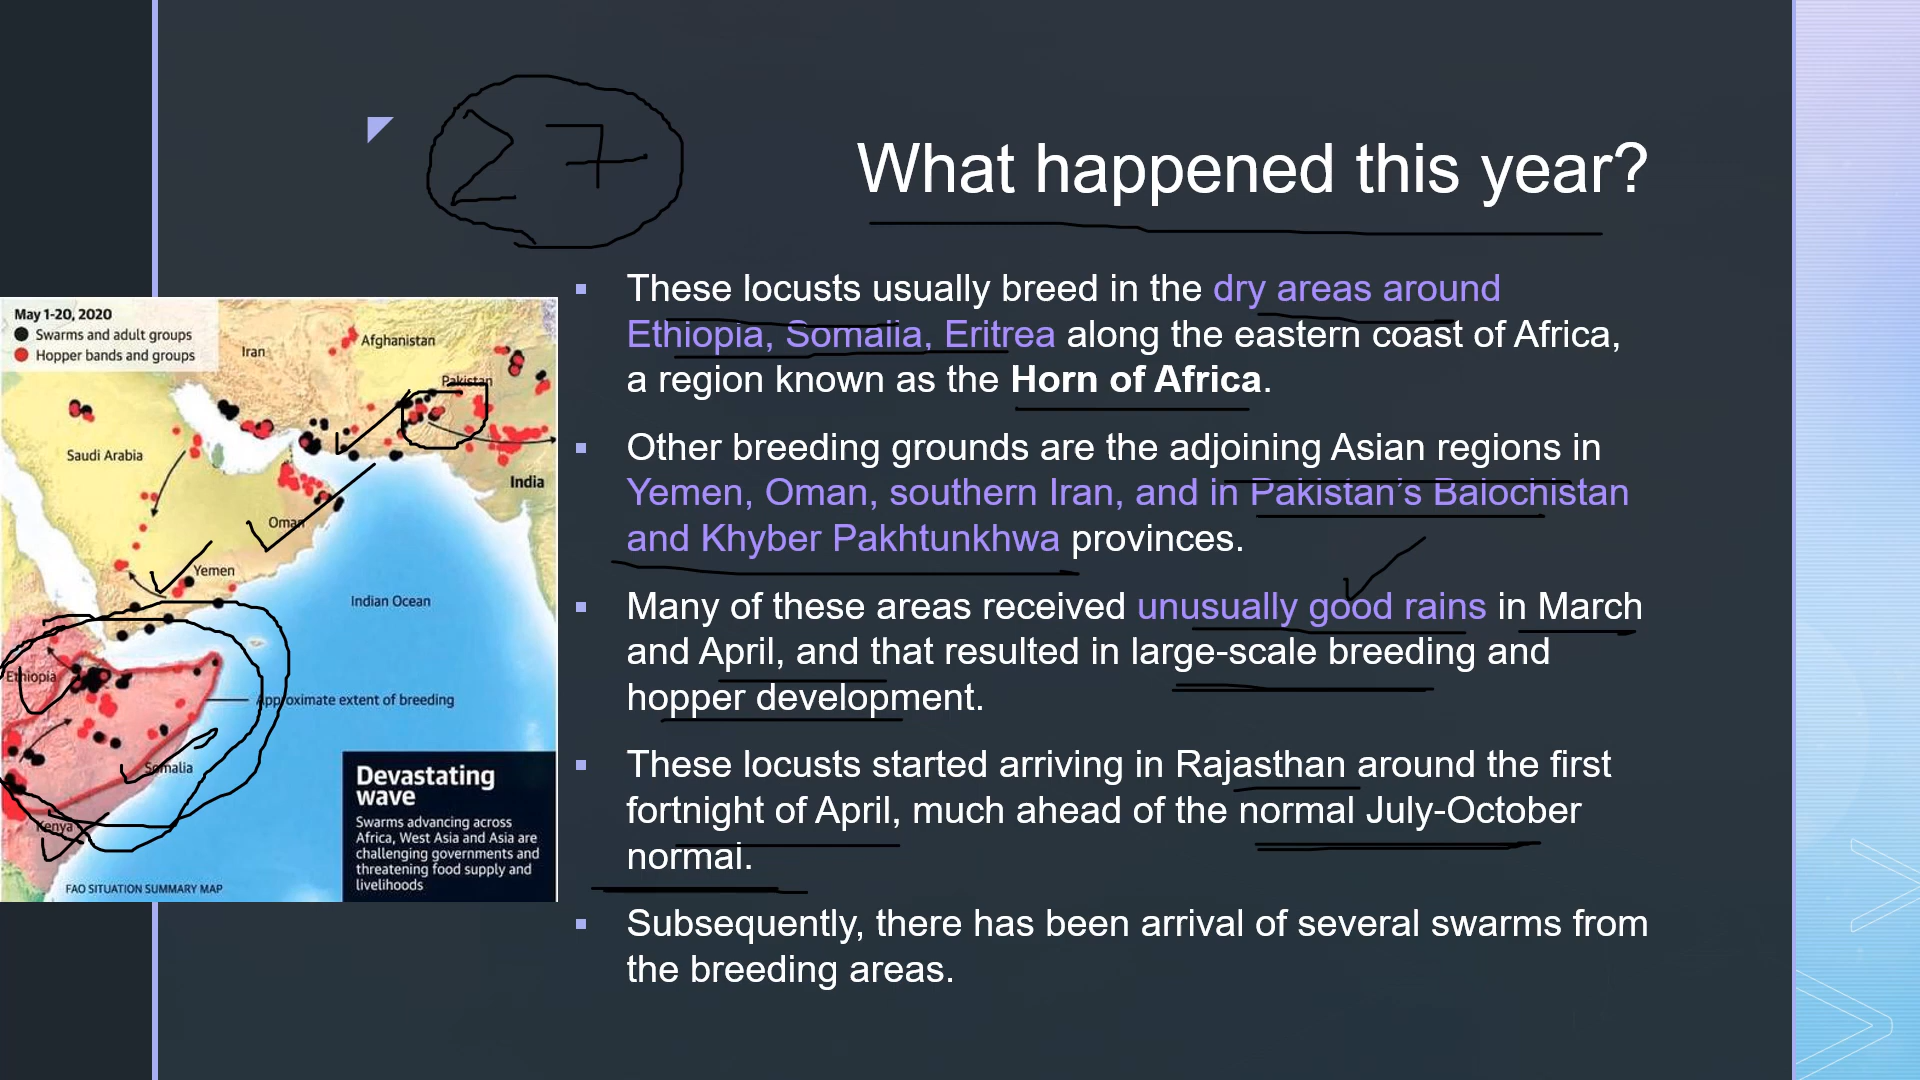 27
What happened this year?
These locusts usually breed in the dry areas around
Ethiopia, Somalia, Eritrea along the eastern coast of Africa,
a region known as the Horn of Africa.
Other breeding grounds are the adjoining Asian regions in
Yemen, Oman, southern Iran, and in Pakistan's Balochistan
and Khyber Pakhtunkhwa provinces.
Many of these areas received unusually good rains in March
and April, and that resulted in large-scale breeding and
hopper development.
These locusts started arriving in Rajasthan around the first
fortnight of April, much ahead of the normal July-October
normal.
Subsequently, there has been arrival of several swarms from
the breeding areas.
May 1-20, 2020
Swarms and adult groups
Hopper bands and groups
Iran
Afghanistan
Pakistan
Saudi Arabia
India
Oman
Yemen
Indian Ocean
Ethiopia
Approximate extent of breeding
Somalia
Kenya
Devastating
wave
Swarms advancing across
Africa, West Asia and Asia are
challenging governments and
threatening food supply and
livelihoods
FAO SITUATION SUMMARY MAP